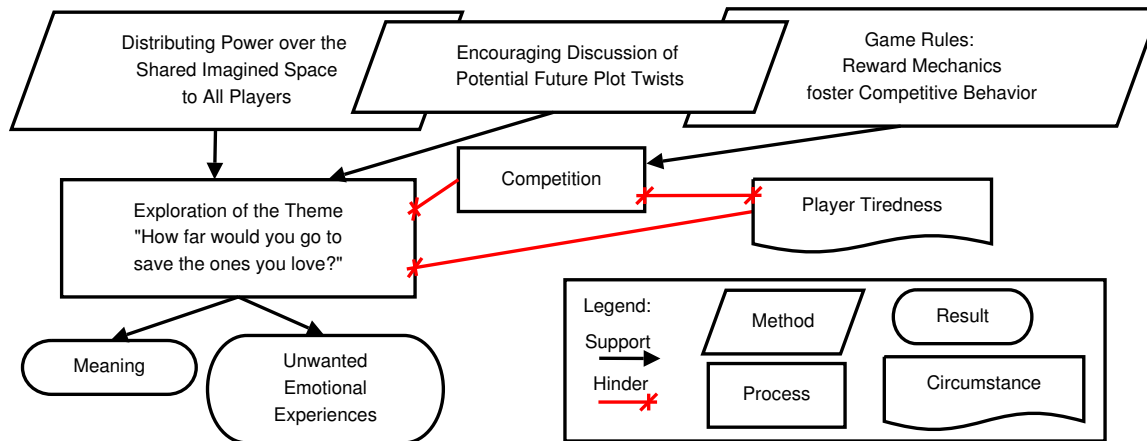 Distributing Power over the
Shared Imagined Space
to All Players
Encouraging Discussion of
Potential Future Plot Twists
Game Rules:
Reward Mechanics
foster Competitive Behavior
Competition
Player Tiredness
Exploration of the Theme
"How far would you go to
save the ones you love?"
Meaning
Unwanted
Emotional
Experiences
Legend:
Support
Hinder
Method
Result
Process
Circumstance